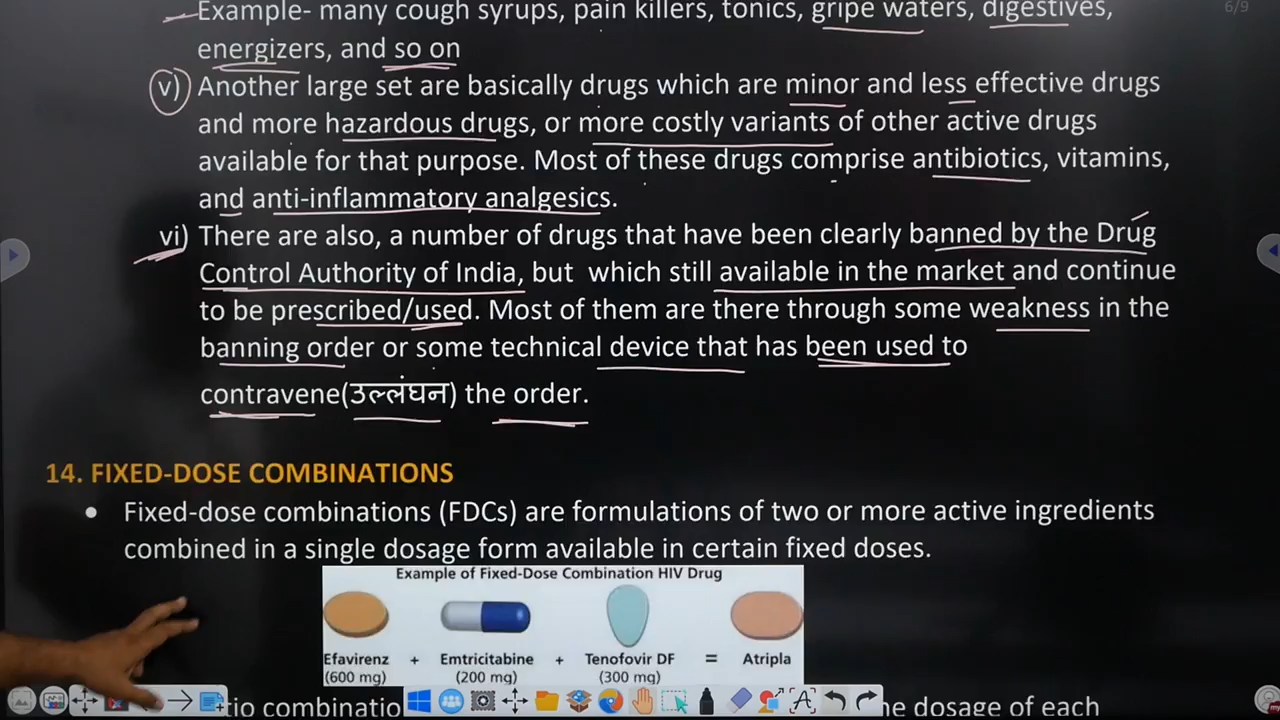 6/9
Example- many cough syrups, pain killers, tonics, gripe waters, digestives,
energizers, and so on
v) Another large set are basically drugs which are minor and less effective drugs
and more hazardous drugs, or more costly variants of other active drugs
available for that purpose. Most of these drugs comprise antibiotics, vitamins,
and anti-inflammatory analgesics.
vi) There are also, a number of drugs that have been clearly banned by the Drug
Control Authority of India, but which still available in the market and continue
to be prescribed/used. Most of them are there through some weakness in the
banning order or some technical device that has been used to
contravene(उल्लंघन) the order.
14. FIXED-DOSE COMBINATIONS
• Fixed-dose combinations (FDCs) are formulations of two or more active ingredients
combined in a single dosage form available in certain fixed doses.
Example of Fixed-Dose Combination HIV Drug
Efavirenz + Emtricitabine + Tenofovir DF = Atripla
(600 mg) (200 mg) (300 mg)
tio combinatio he dosage of each